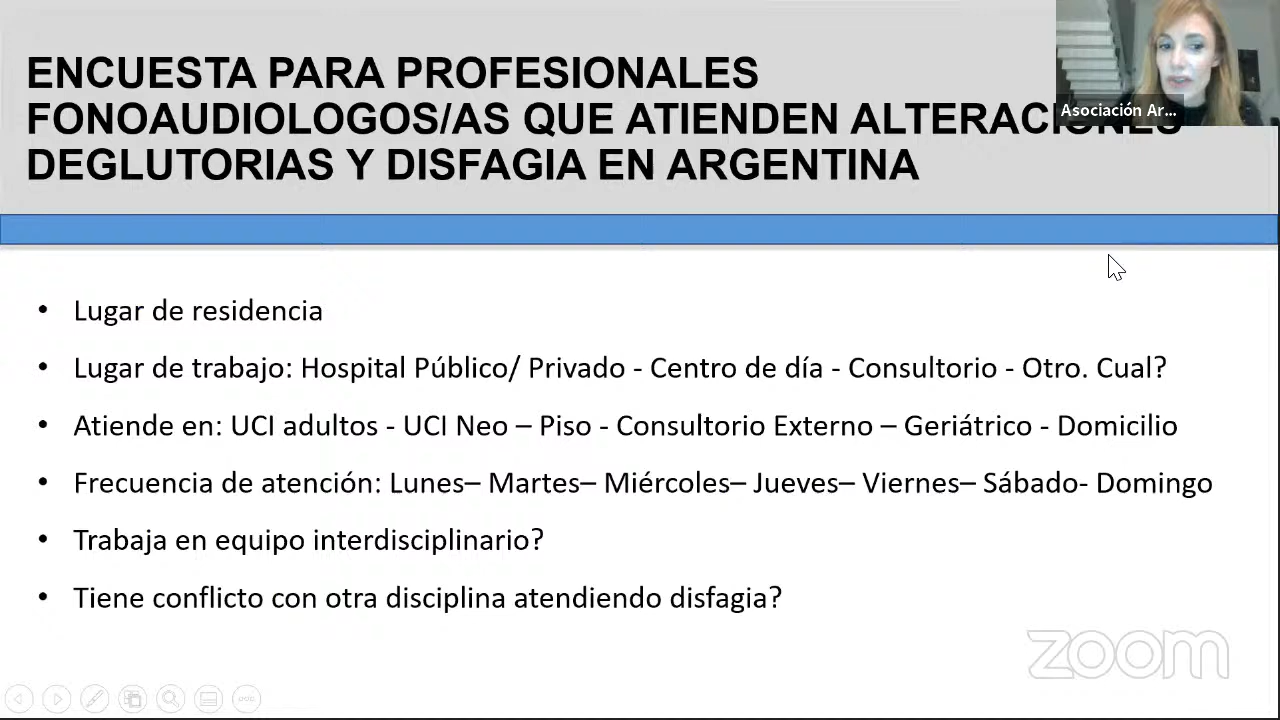 ENCUESTA PARA PROFESIONALES
FONOAUDIOLOGOS/AS QUE ATIENDEN ALTERACIONES
DEGLUTORIAS Y DISFAGIA EN ARGENTINA
Asociación Ar...
• Lugar de residencia
• Lugar de trabajo: Hospital Público/ Privado - Centro de día - Consultorio - Otro. Cual?
• Atiende en: UCI adultos - UCI Neo – Piso - Consultorio Externo – Geriátrico - Domicilio
• Frecuencia de atención: Lunes– Martes– Miércoles– Jueves– Viernes– Sábado- Domingo
• Trabaja en equipo interdisciplinario?
• Tiene conflicto con otra disciplina atendiendo disfagia?
zoom